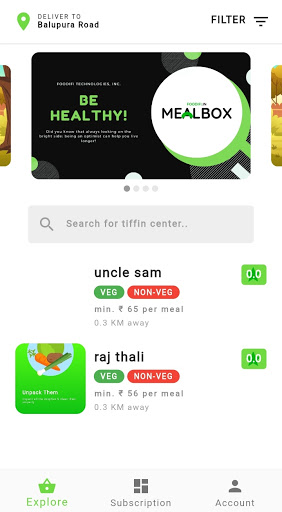 DELIVER TO
Balupura Road
FILTER
FOODIFI TECHNOLOGIES, INC.
BE
HEALTHY!
Did you know that always looking on the
bright side: being an optimist can help you live
longer?
FOODIFI.IN
MEALBOX
Search for tiffin center..
uncle sam
0.0
VEG NON-VEG
min. ₹ 65 per meal
0.3 KM away
raj thali
0.0
VEG NON-VEG
min. ₹ 56 per meal
0.3 KM away
Unpack Them
Explore
Subscription
Account